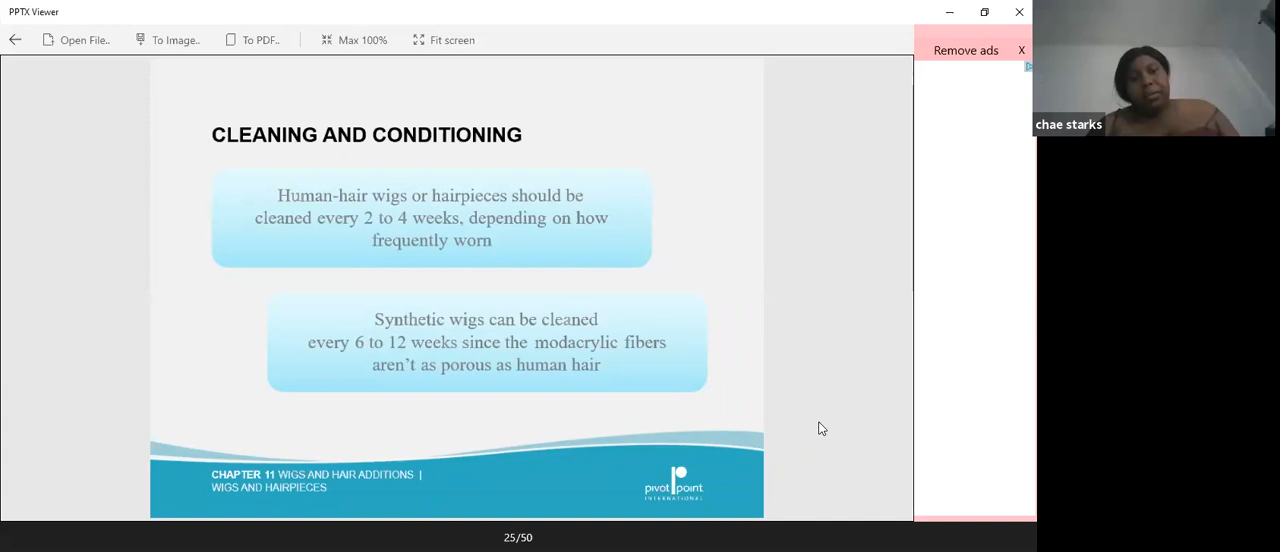 PPTX Viewer
Open File..
To Image..
To PDF..
Max 100%
Fit screen
Remove ads X
chae starks
CLEANING AND CONDITIONING
Human-hair wigs or hairpieces should be
cleaned every 2 to 4 weeks, depending on how
frequently worn
Synthetic wigs can be cleaned
every 6 to 12 weeks since the modacrylic fibers
aren't as porous as human hair
CHAPTER 11 WIGS AND HAIR ADDITIONS |
WIGS AND HAIRPIECES
pivot point
INTERNATIONAL
25/50